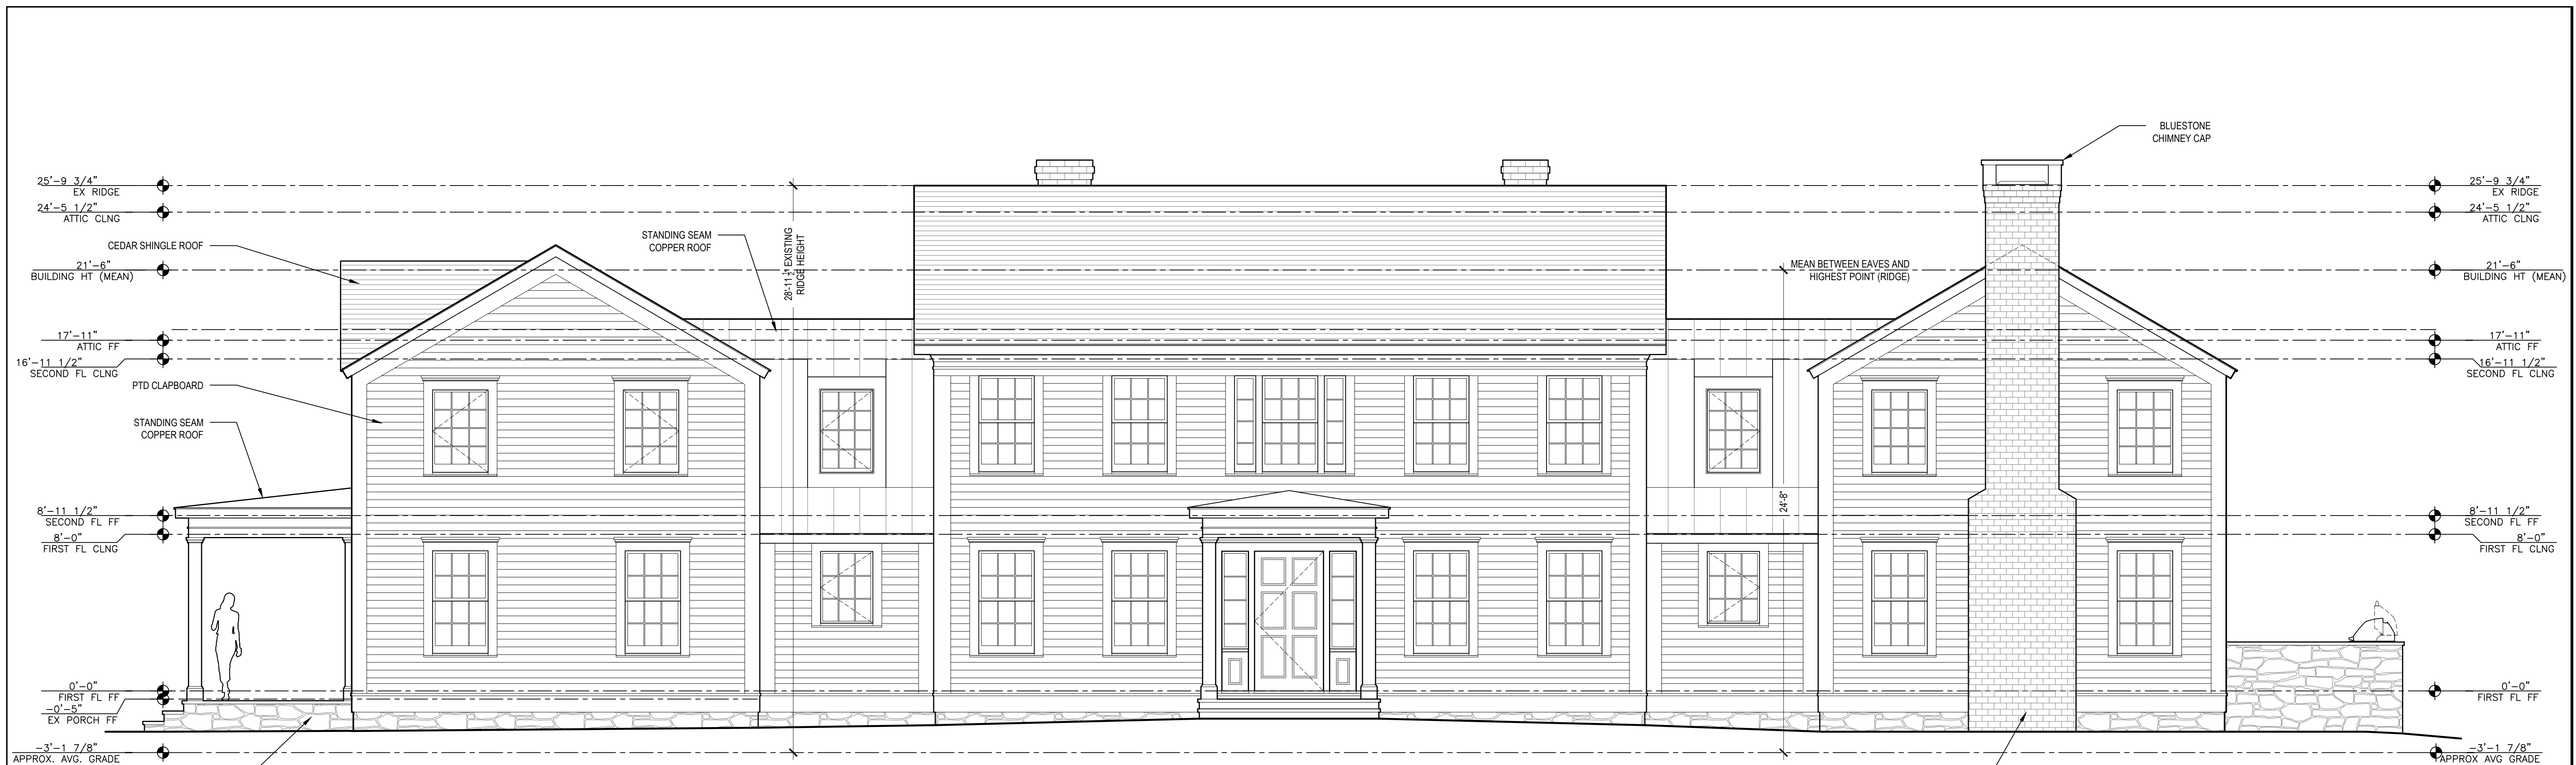 BLUESTONE
CHIMNEY CAP
25'-9 3/4"
EX RIDGE
24'-5 1/2"
ATTIC CLNG
CEDAR SHINGLE ROOF
21'-6"
BUILDING HT (MEAN)
17'-11"
ATTIC FF
16'-11 1/2"
SECOND FL CLNG
PTD CLAPBOARD
STANDING SEAM
COPPER ROOF
8'-11 1/2"
SECOND FL FF
8'-0"
FIRST FL CLNG
0'-0"
FIRST FL FF
-0'-5"
EX PORCH FF
-3'-1 7/8"
APPROX. AVG. GRADE
STANDING SEAM
COPPER ROOF
28'-11 1/2" EXISTING
RIDGE HEIGHT
MEAN BETWEEN EAVES AND
HIGHEST POINT (RIDGE)
24'-8"
25'-9 3/4"
EX RIDGE
24'-5 1/2"
ATTIC CLNG
21'-6"
BUILDING HT (MEAN)
17'-11"
ATTIC FF
16'-11 1/2"
SECOND FL CLNG
8'-11 1/2"
SECOND FL FF
8'-0"
FIRST FL CLNG
0'-0"
FIRST FL FF
-3'-1 7/8"
APPROX AVG GRADE